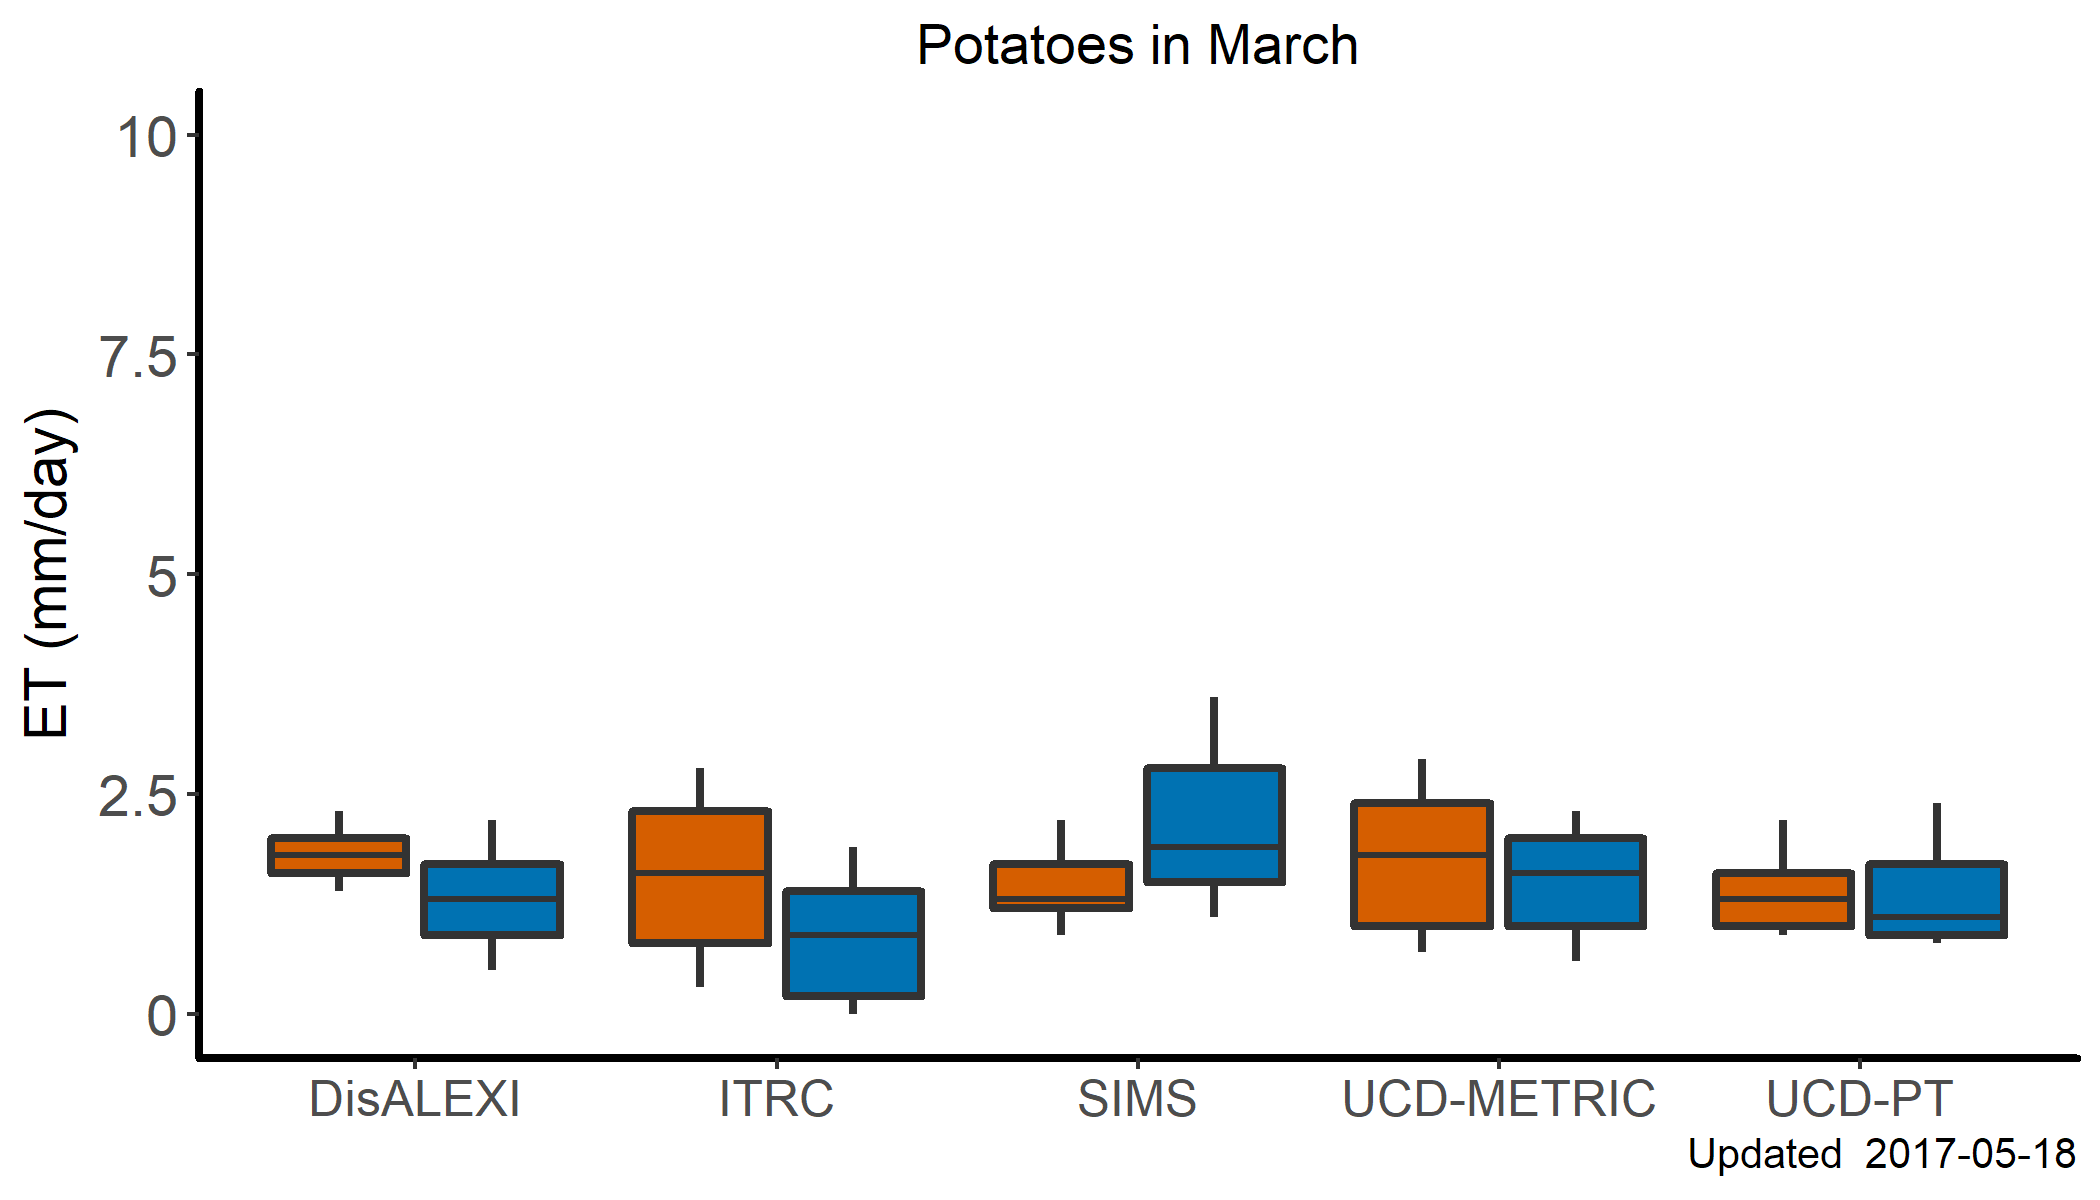 Potatoes in March
10
7.5
5
2.5
0
ET (mm/day)
DisALEXI
ITRC
SIMS
UCD-METRIC
UCD-PT
Updated  2017-05-18